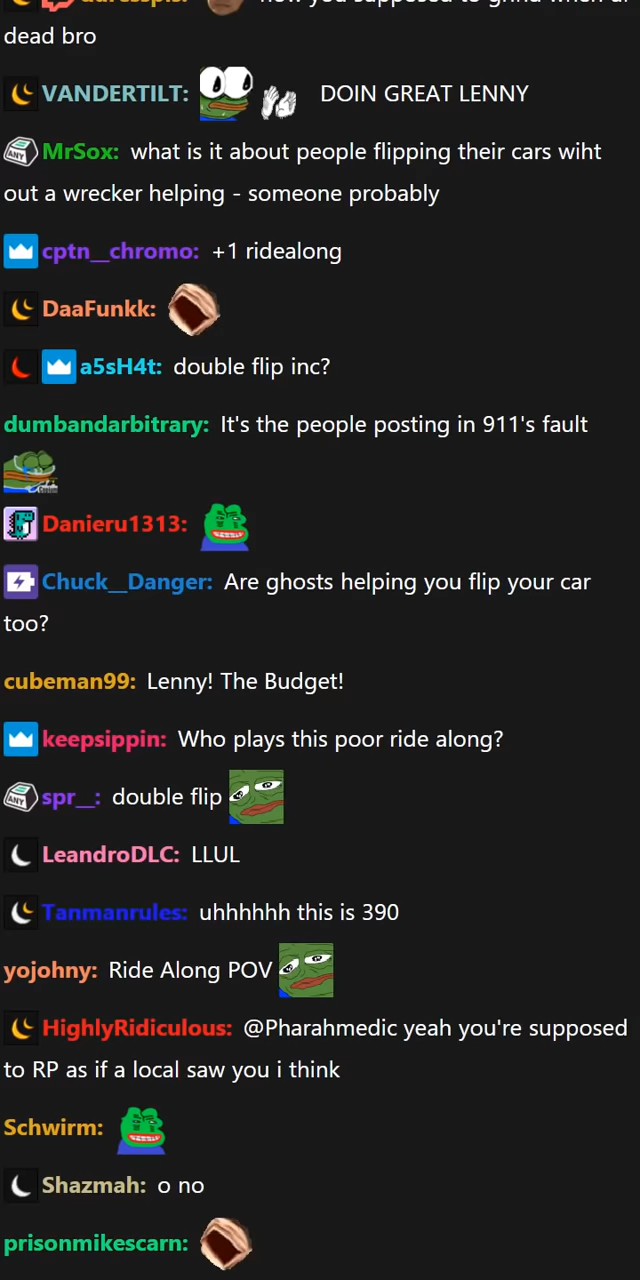 dead bro
VANDERTILT: DOIN GREAT LENNY
ANY MrSox: what is it about people flipping their cars wiht
out a wrecker helping - someone probably
cptn__chromo: +1 ridealong
DaaFunkk:
a5sH4t: double flip inc?
dumbandarbitrary: It's the people posting in 911's fault
Danieru1313:
Chuck__Danger: Are ghosts helping you flip your car
too?
cubeman99: Lenny! The Budget!
keepsippin: Who plays this poor ride along?
ANY spr__: double flip
LeandroDLC: LLUL
Tanmanrules: uhhhhhh this is 390
yojohny: Ride Along POV
HighlyRidiculous: @Pharahmedic yeah you're supposed
to RP as if a local saw you i think
Schwirm:
Shazmah: o no
prisonmikescarn: